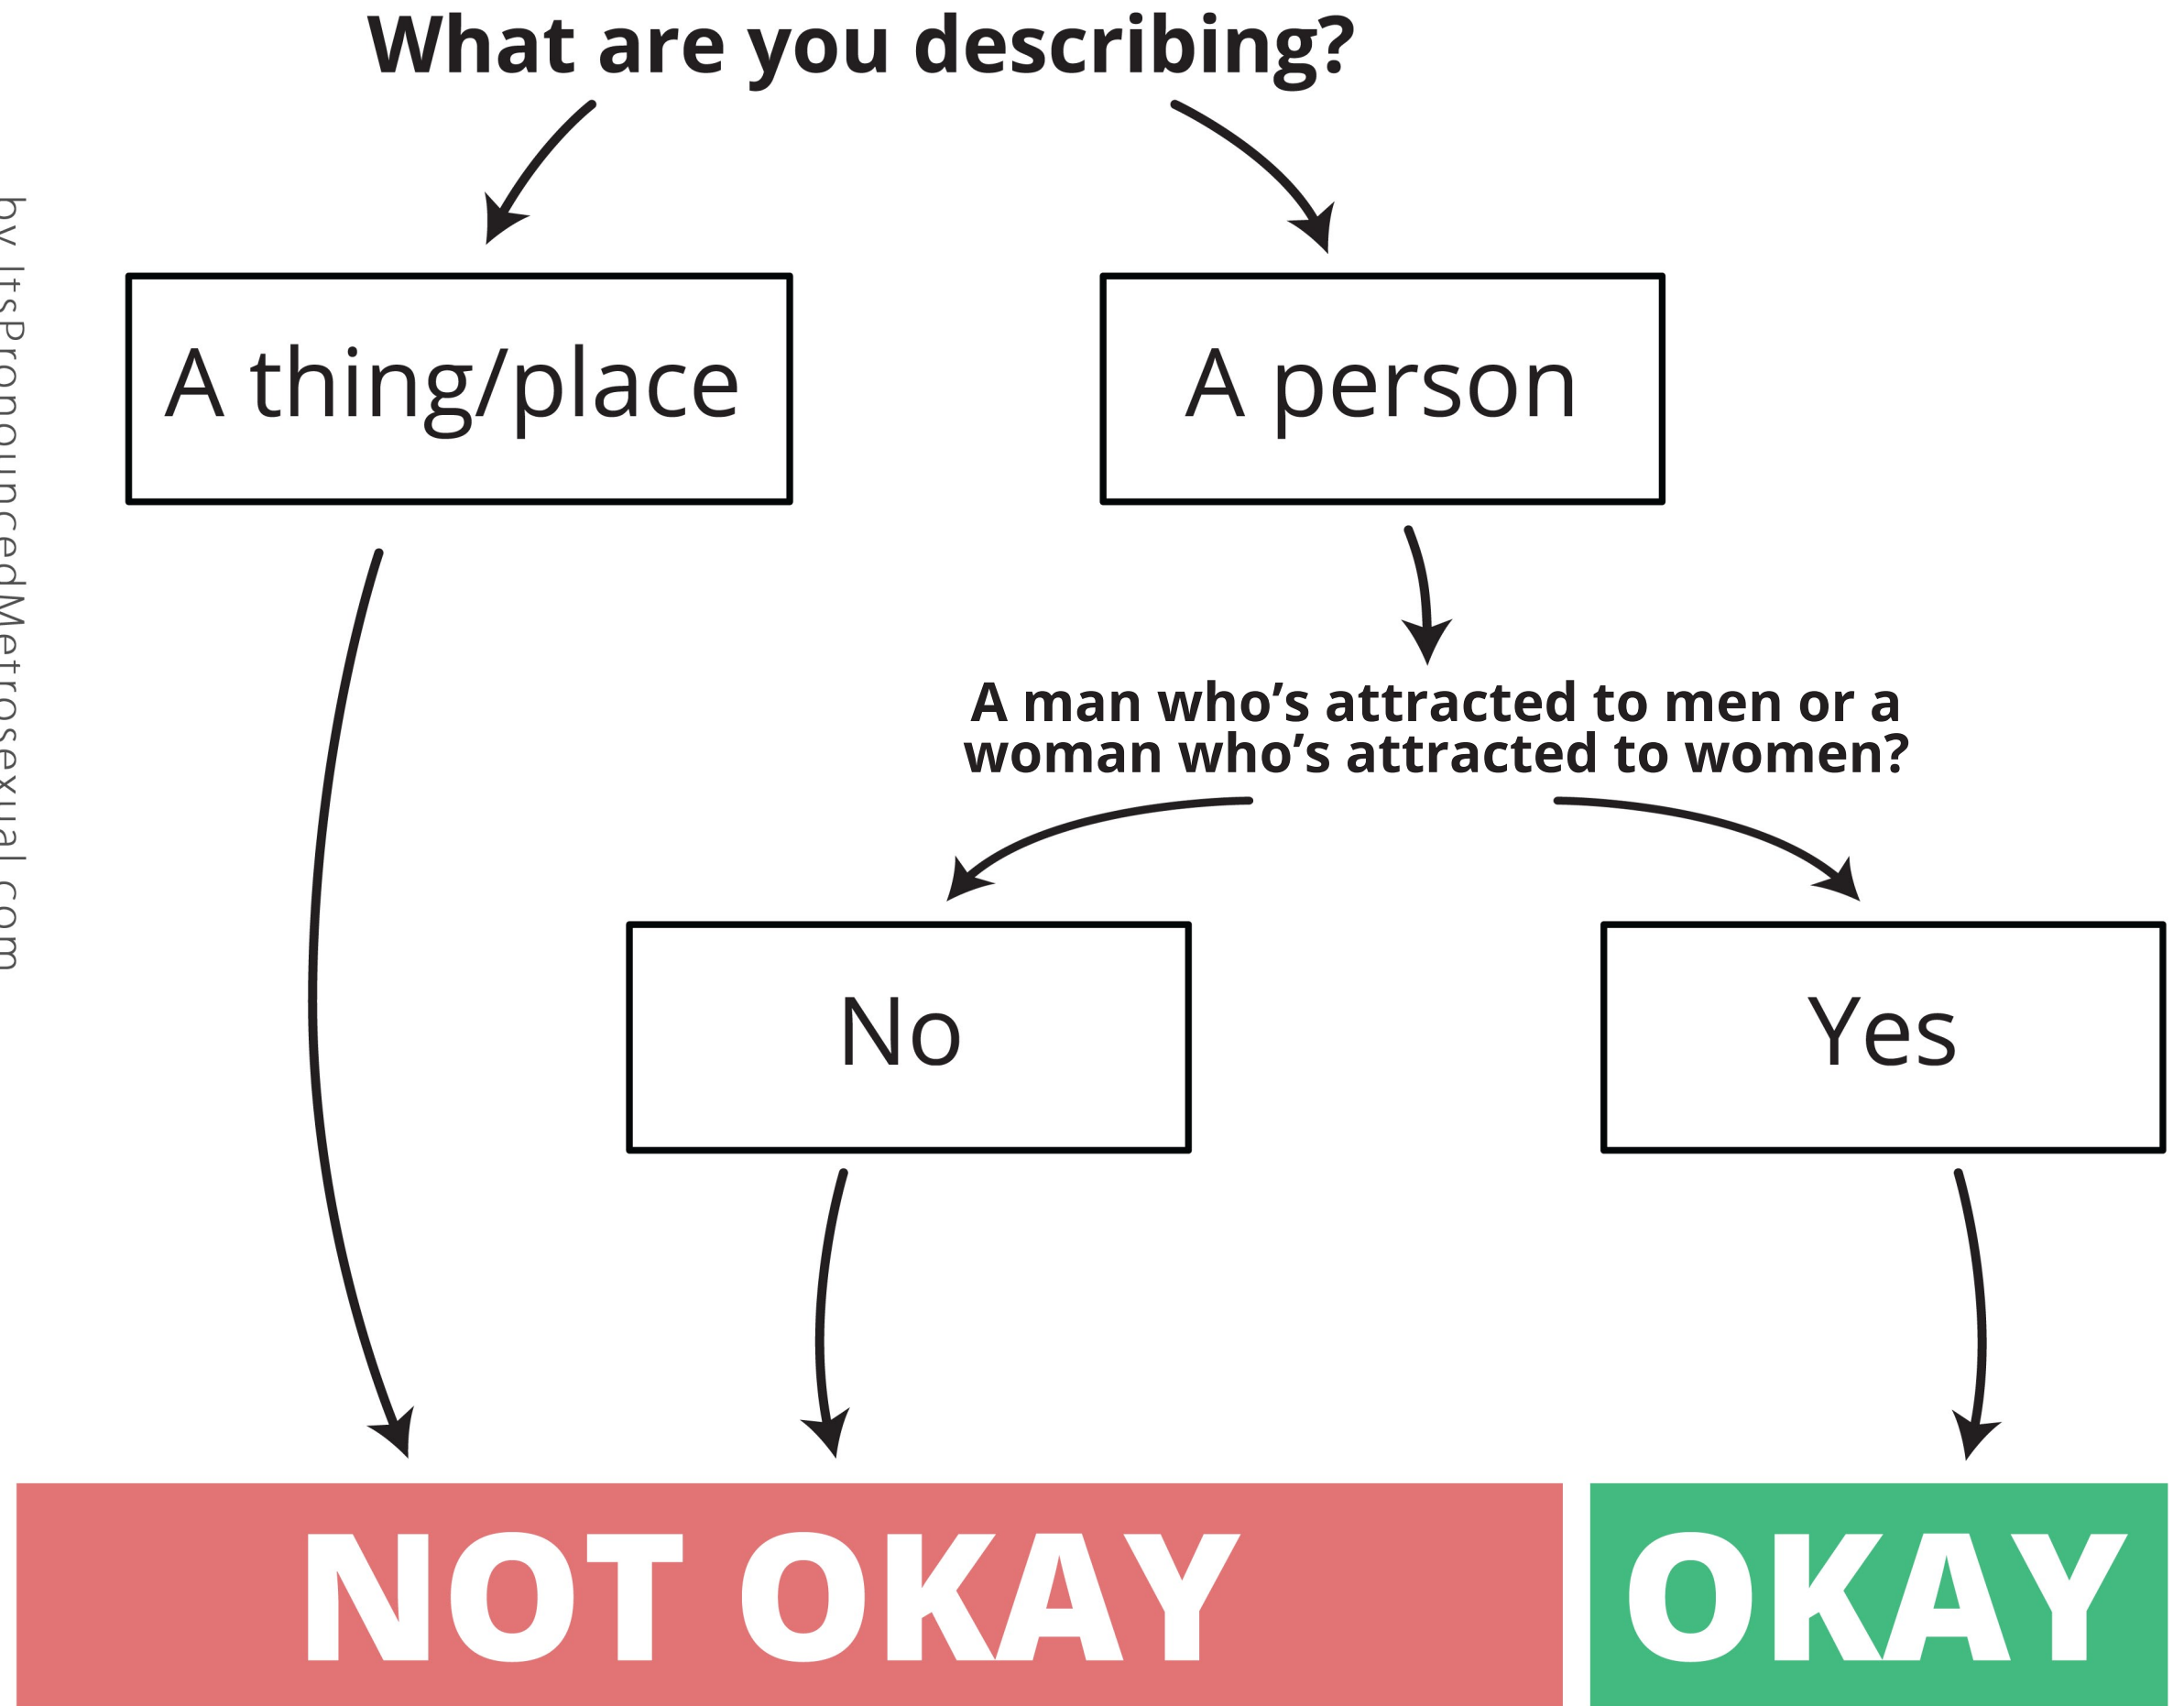 What are you describing?
A thing/place
A person
A man who's attracted to men or a
woman who's attracted to women?
No
Yes
NOT OKAY
OKAY
by ItsPronouncedMetrosexual com